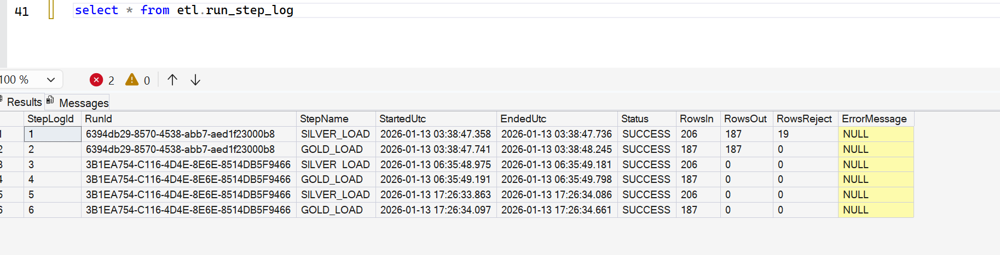 41 select * from etl.run_step_log
100 % 2 0
Results Messages
StepLogId RunId StepName StartedUtc EndedUtc Status RowsIn RowsOut RowsReject ErrorMessage
1 1 6394db29-8570-4538-abb7-aed1f23000b8 SILVER_LOAD 2026-01-13 03:38:47.358 2026-01-13 03:38:47.736 SUCCESS 206 187 19 NULL
2 2 6394db29-8570-4538-abb7-aed1f23000b8 GOLD_LOAD 2026-01-13 03:38:47.741 2026-01-13 03:38:48.245 SUCCESS 187 187 0 NULL
3 3 3B1EA754-C116-4D4E-8E6E-8514DB5F9466 SILVER_LOAD 2026-01-13 06:35:48.975 2026-01-13 06:35:49.181 SUCCESS 206 0 0 NULL
4 4 3B1EA754-C116-4D4E-8E6E-8514DB5F9466 GOLD_LOAD 2026-01-13 06:35:49.191 2026-01-13 06:35:49.798 SUCCESS 187 0 0 NULL
5 5 3B1EA754-C116-4D4E-8E6E-8514DB5F9466 SILVER_LOAD 2026-01-13 17:26:33.863 2026-01-13 17:26:34.086 SUCCESS 206 0 0 NULL
6 6 3B1EA754-C116-4D4E-8E6E-8514DB5F9466 GOLD_LOAD 2026-01-13 17:26:34.097 2026-01-13 17:26:34.661 SUCCESS 187 0 0 NULL